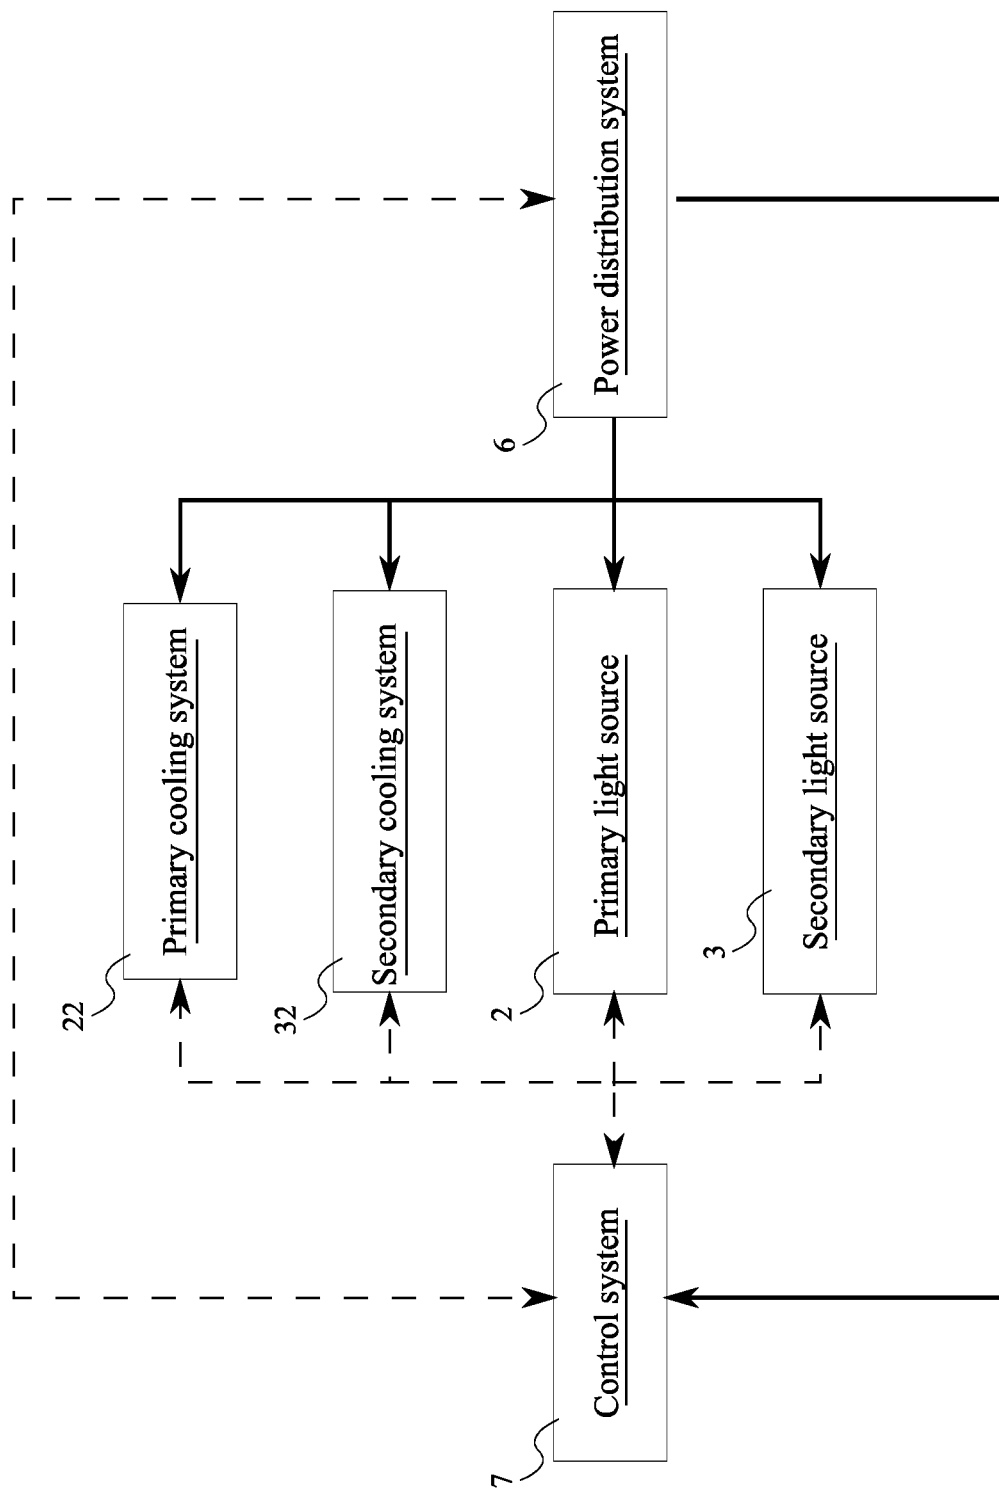 22
Primary cooling system
32
Secondary cooling system
7
Control system
2
Primary light source
6
Power distribution system
3
Secondary light source